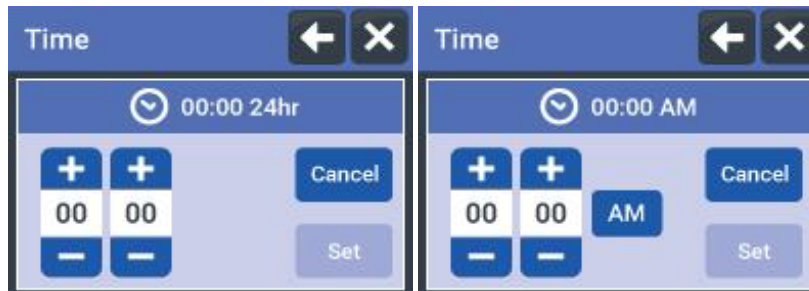 Time
00:00 24hr
+ +
00 00
− −
Cancel
Set
Time
00:00 AM
+ +
00 00 AM
− −
Cancel
Set